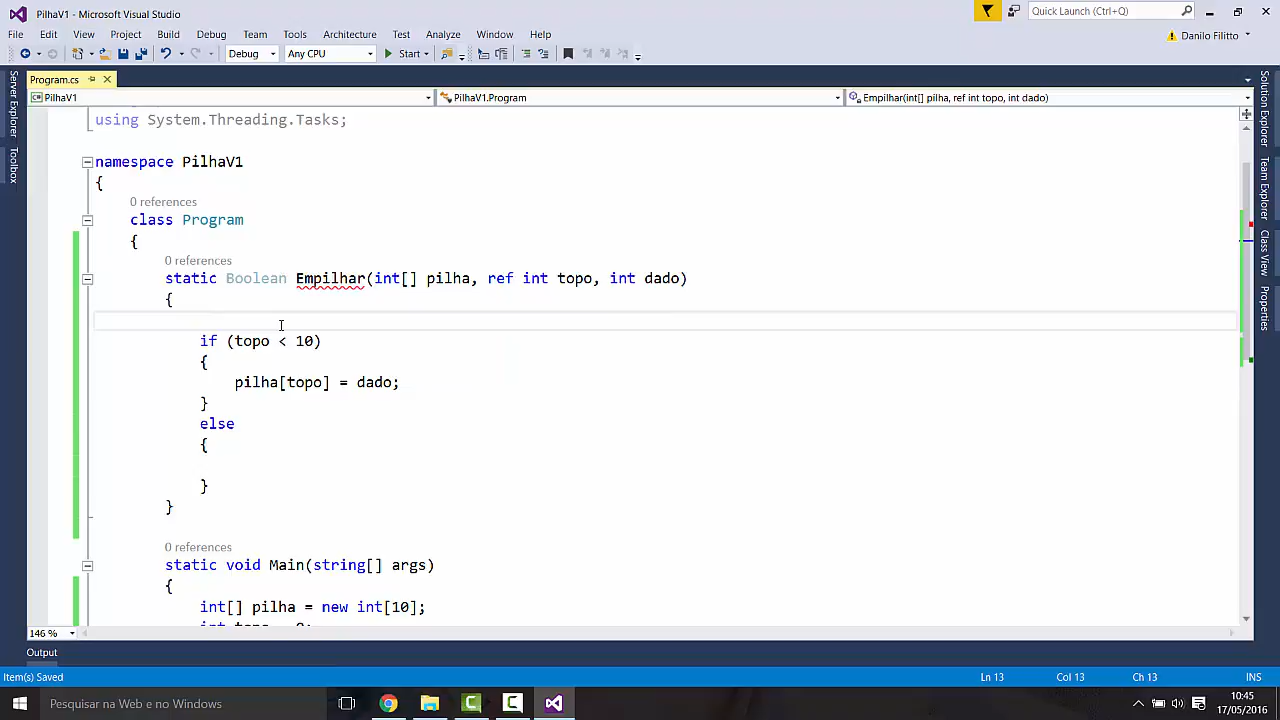 PilhaV1 - Microsoft Visual Studio
Quick Launch (Ctrl+Q)
File Edit View Project Build Debug Team Tools Architecture Test Analyze Window Help
Danilo Filitto
Debug Any CPU Start
Program.cs
PilhaV1 PilhaV1.Program Empilhar(int[] pilha, ref int topo, int dado)
Server Explorer
Toolbox
using System.Threading.Tasks;
namespace PilhaV1
{
0 references
class Program
{
0 references
static Boolean Empilhar(int[] pilha, ref int topo, int dado)
{
if (topo < 10)
{
pilha[topo] = dado;
}
else
{
}
}
0 references
static void Main(string[] args)
{
int[] pilha = new int[10];
int topo = 0;
Solution Explorer
Team Explorer
Class View
Properties
146 %
Output
Item(s) Saved Ln 13 Col 13 Ch 13 INS
Pesquisar na Web e no Windows
10:45
17/05/2016